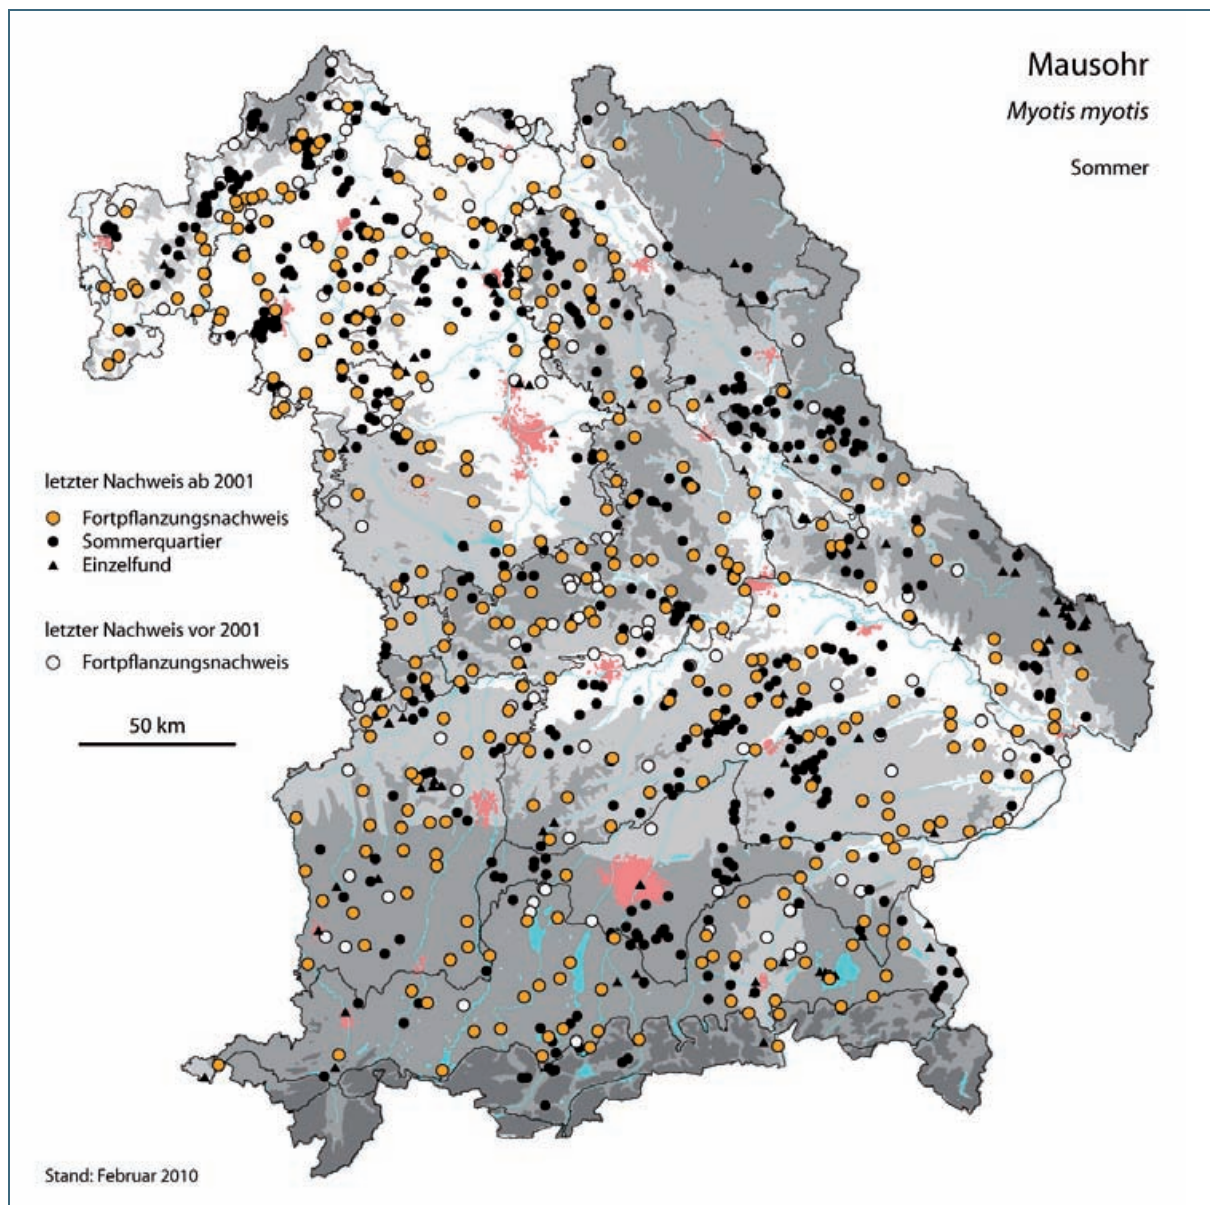 Mausohr
Myotis myotis
Sommer
letzter Nachweis ab 2001
Fortpflanzungsnachweis
Sommerquartier
Einzelfund
letzter Nachweis vor 2001
Fortpflanzungsnachweis
50 km
Stand: Februar 2010